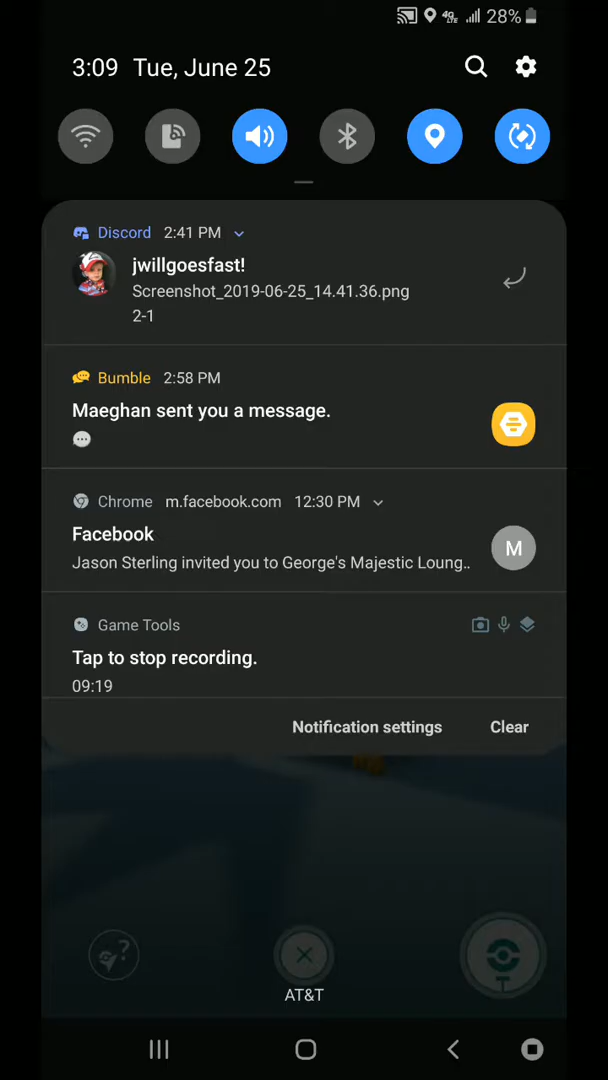 4G LTE 28%
3:09 Tue, June 25
Discord 2:41 PM
jwillgoesfast!
Screenshot_2019-06-25_14.41.36.png
2-1
Bumble 2:58 PM
Maeghan sent you a message.
Chrome m.facebook.com 12:30 PM
Facebook
M
Jason Sterling invited you to George's Majestic Loung..
Game Tools
Tap to stop recording.
09:19
Notification settings Clear
?
AT&T